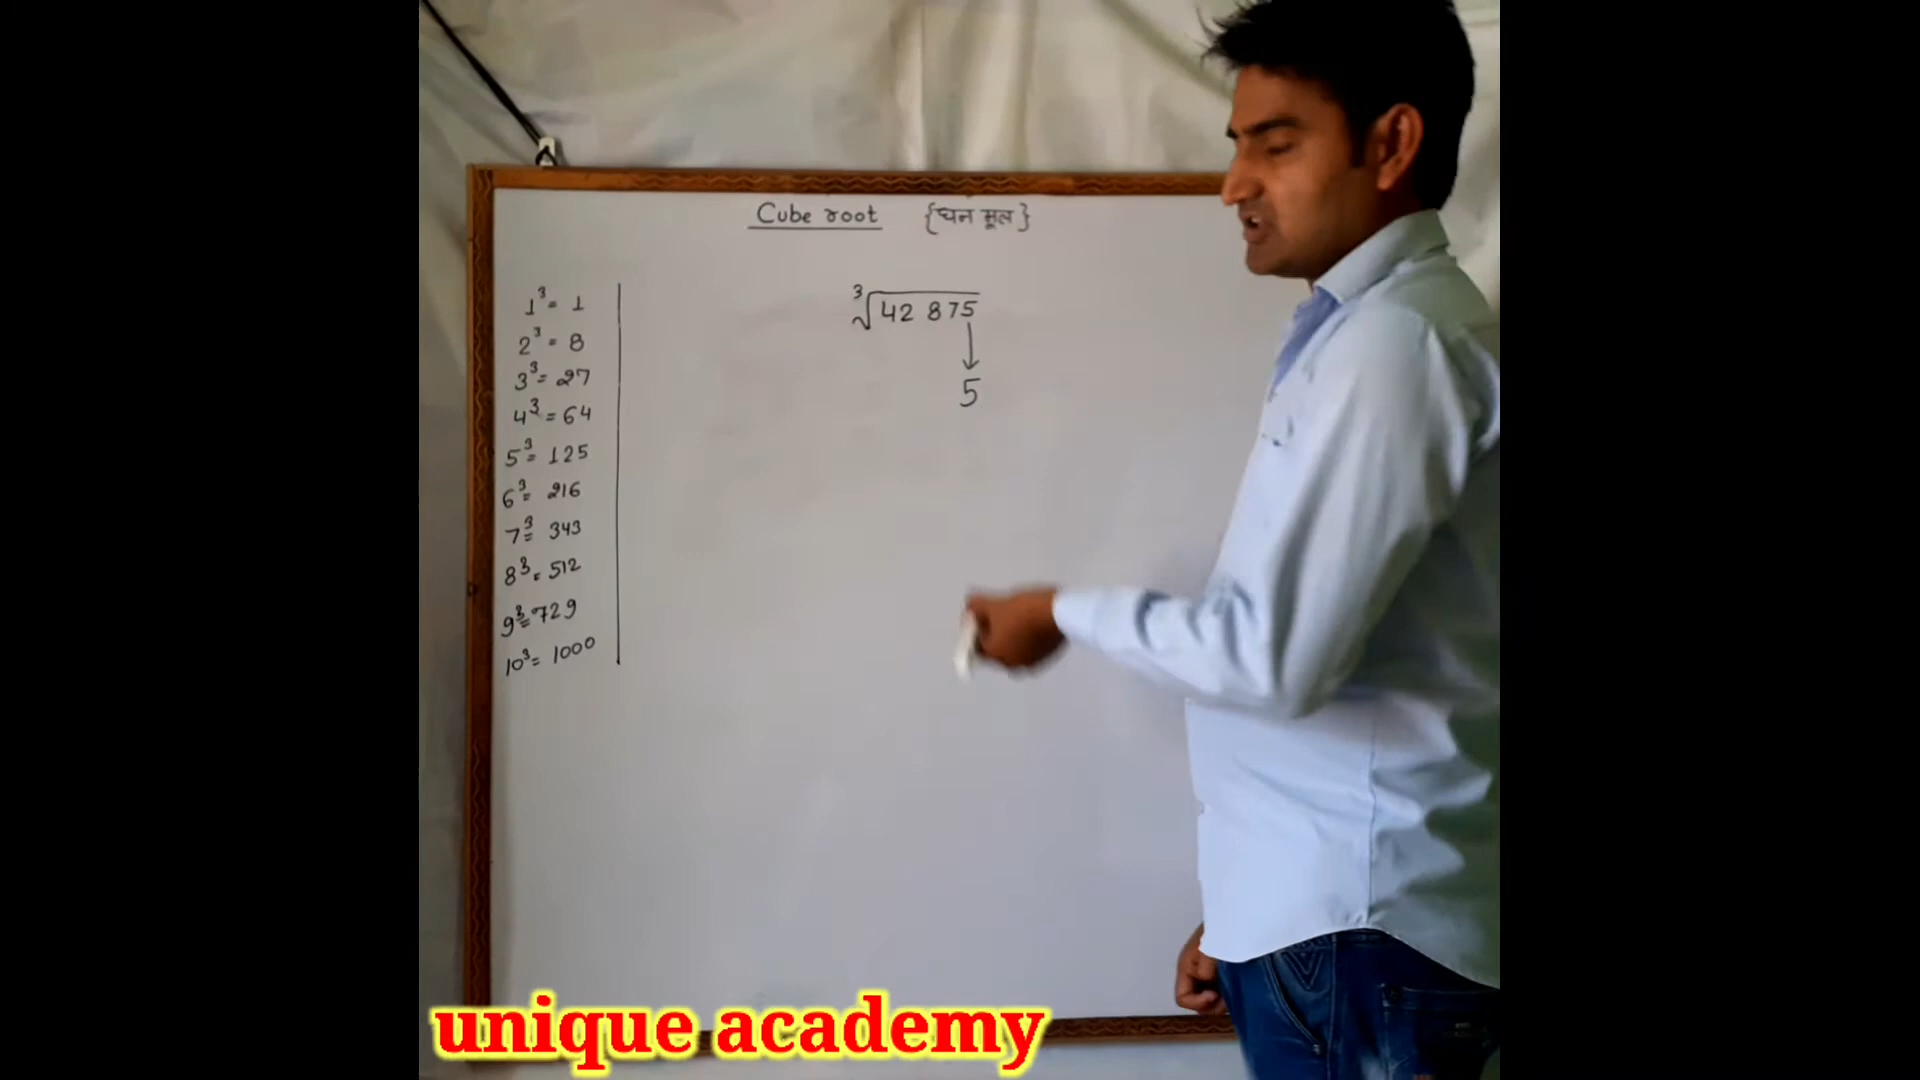 Cube root {घन मूल}
1³ = 1
2³ = 8
3³ = 27
4³ = 64
5³ = 125
6³ = 216
7³ = 343
8³ = 512
9³ = 729
10³ = 1000
³√42 875
5
unique academy